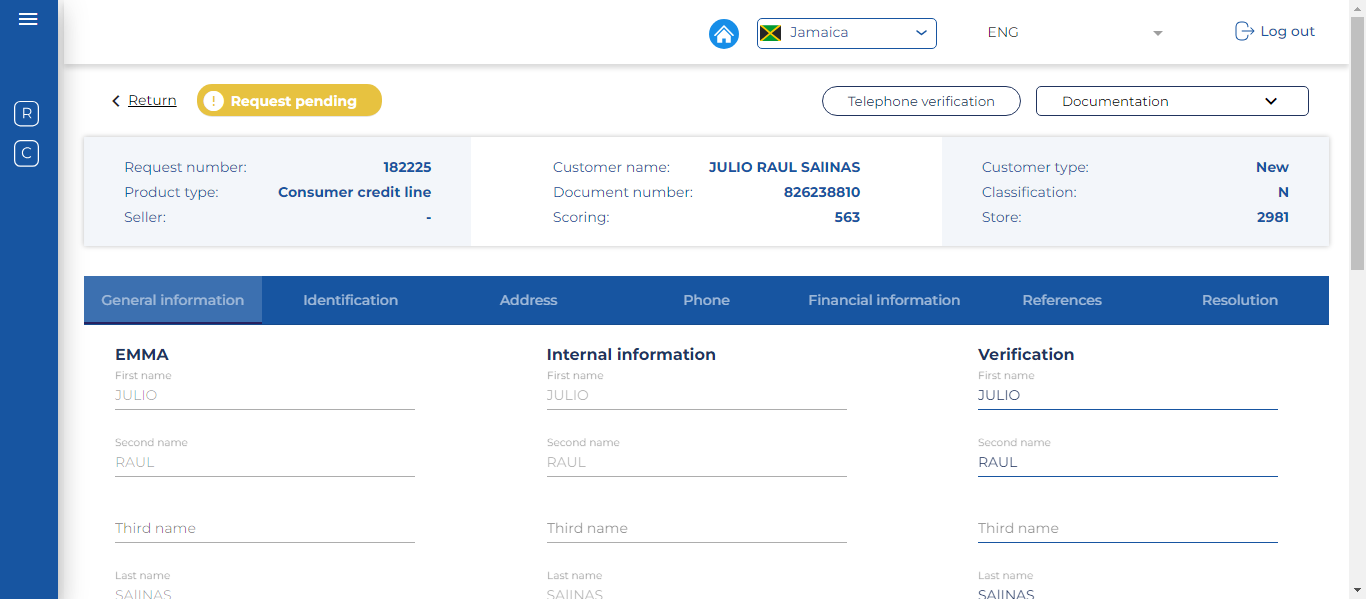 Jamaica ENG Log out
Return Request pending Telephone verification Documentation
R
C
Request number: 182225 Customer name: JULIO RAUL SAIINAS Customer type: New
Product type: Consumer credit line Document number: 826238810 Classification: N
Seller: - Scoring: 563 Store: 2981
General information Identification Address Phone Financial information References Resolution
EMMA Internal information Verification
First name First name First name
JULIO JULIO JULIO
Second name Second name Second name
RAUL RAUL RAUL
Third name Third name Third name
Last name Last name Last name
SAIINAS SAIINAS SAIINAS